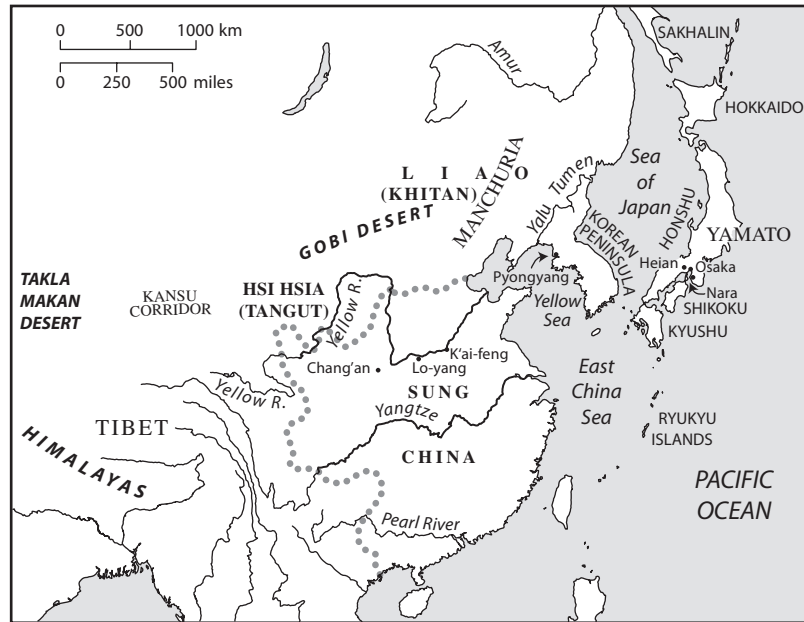 0 500 1000 km
0 250 500 miles
SAKHALIN
Amur
HOKKAIDO
L I A O
(KHITAN)
MANCHURIA
Sea
of
Japan
Yalu
Tumen
GOBI DESERT
KOREAN
PENINSULA
HONSHU
YAMATO
Heian
Osaka
Nara
TAKLA
MAKAN
DESERT
KANSU
CORRIDOR
HSI HSIA
(TANGUT)
Yellow R.
Pyongyang
Yellow
Sea
SHIKOKU
KYUSHU
Chang'an
Lo-yang
K'ai-feng
East
China
Sea
Yellow R.
SUNG
Yangtze
TIBET
RYUKYU
ISLANDS
HIMALAYAS
CHINA
PACIFIC
OCEAN
Pearl River